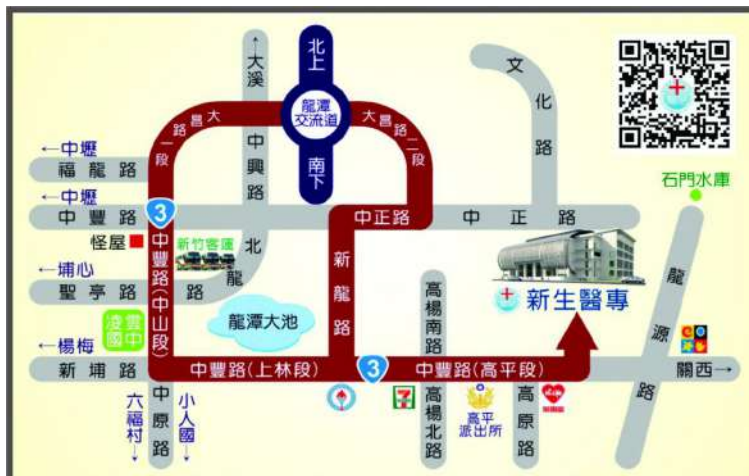 北上
龍潭
交流道
南下
←大溪
中興路
大昌路一段
大昌路二段
文化路
←中壢
福龍路
←中壢
中豐路
3
中正路
中正路
石門水庫
怪屋
新竹客運
北龍路
中豐路(中山段)
←埔心
聖亭路
龍潭大池
新龍路
高楊南路
新生醫專
龍源路
凌雲
國中
←楊梅
新埔路
中豐路(上林段)
3
中豐路(高平段)
關西→
7
六福村→
小人國→
中原路
高楊北路
高平
派出所
高原路